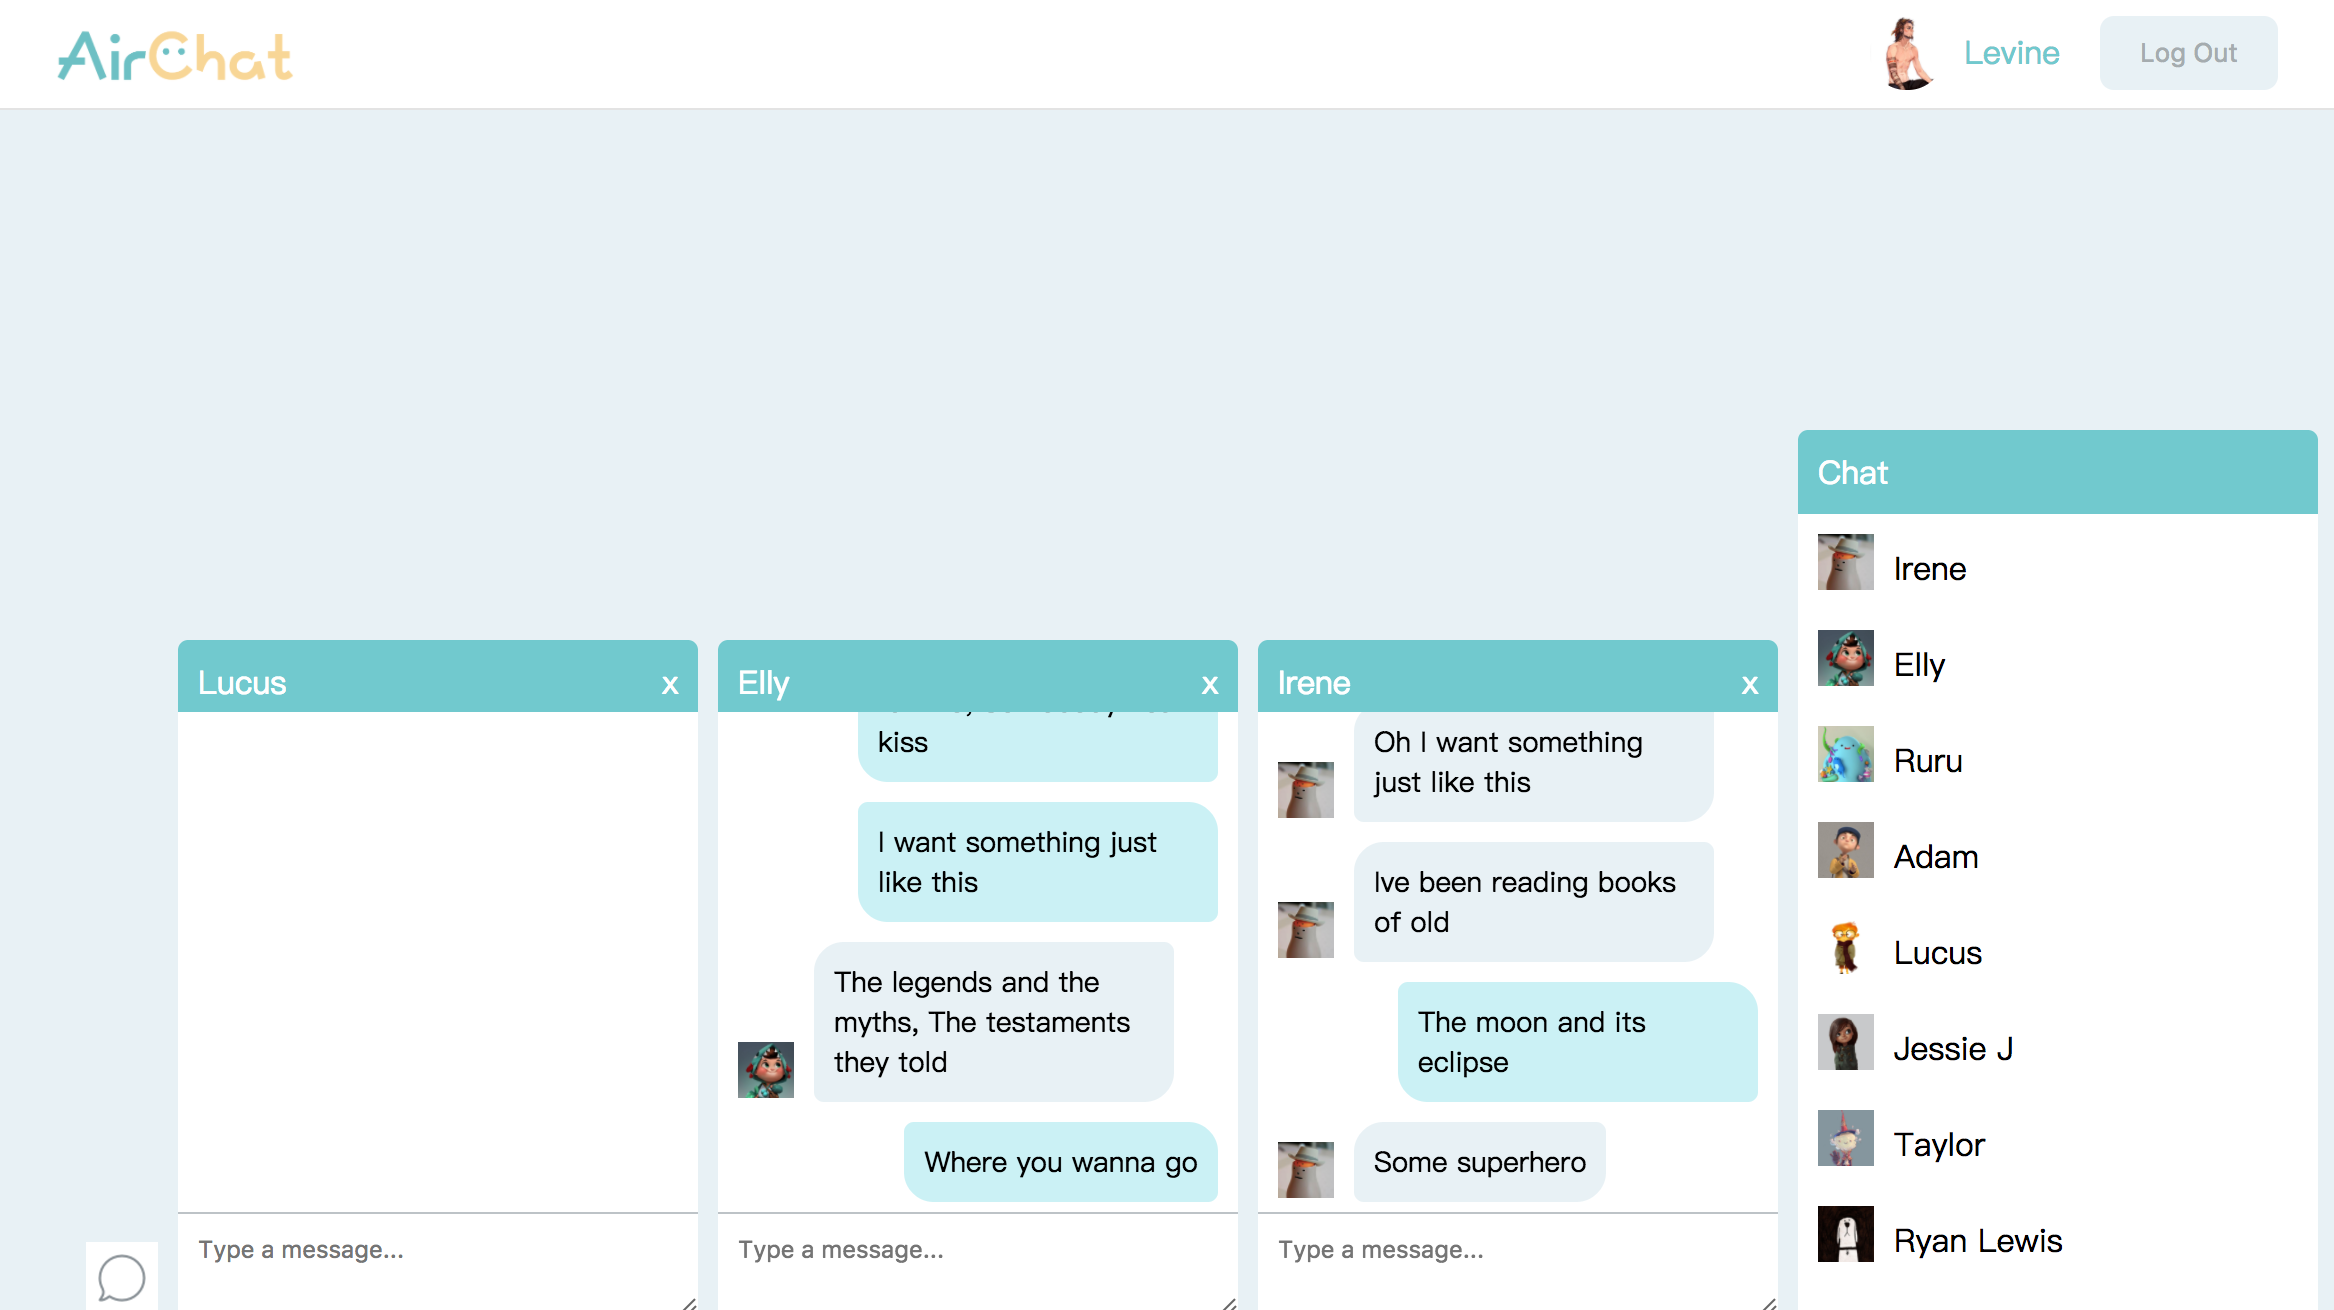 AirChat
Levine
Log Out
Chat
Irene
Elly
Ruru
Adam
Lucus
Jessie J
Taylor
Ryan Lewis
Lucus x
Type a message...
Elly x
kiss
I want something just
like this
The legends and the
myths, The testaments
they told
Where you wanna go
Type a message...
Irene x
Oh I want something
just like this
Ive been reading books
of old
The moon and its
eclipse
Some superhero
Type a message...